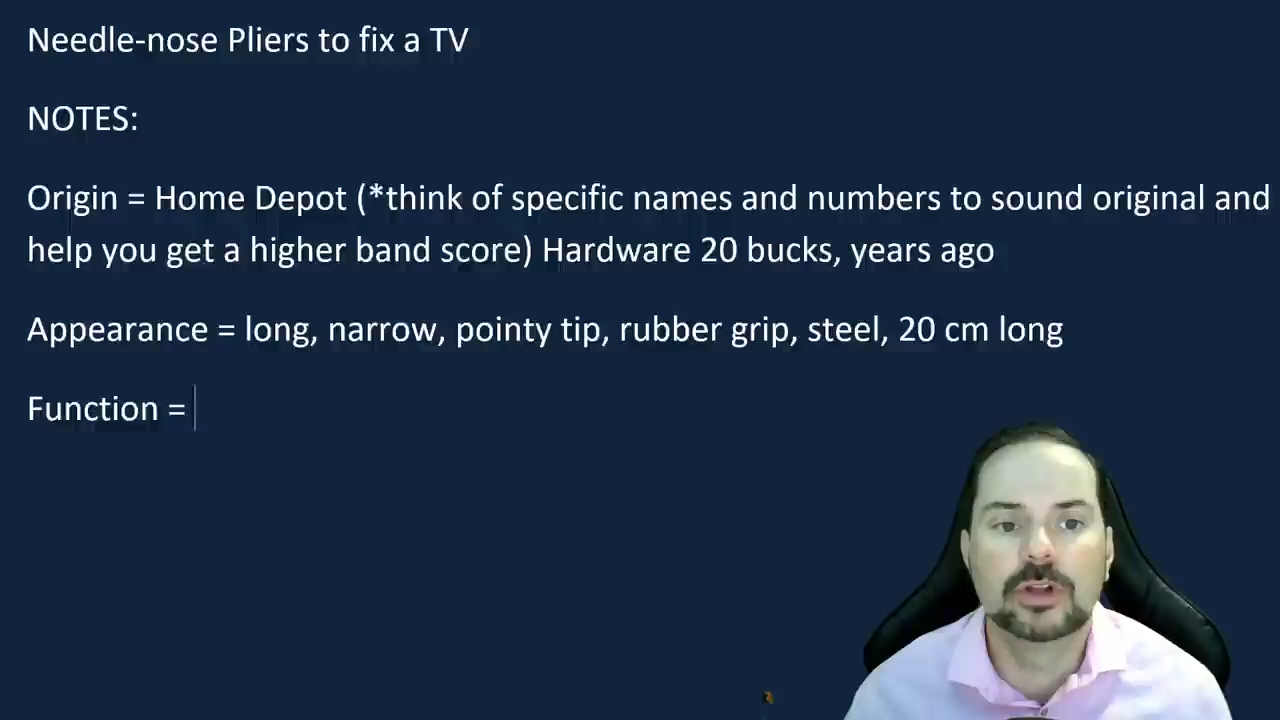 Needle-nose Pliers to fix a TV
NOTES:
Origin = Home Depot (*think of specific names and numbers to sound original and
help you get a higher band score) Hardware 20 bucks, years ago
Appearance = long, narrow, pointy tip, rubber grip, steel, 20 cm long
Function =